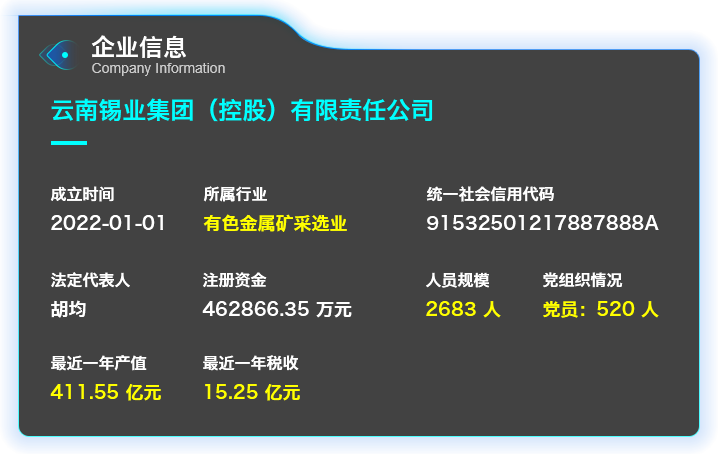 企业信息
Company Information
云南锡业集团（控股）有限责任公司
成立时间 所属行业 统一社会信用代码
2022-01-01 有色金属矿采选业 91532501217887888A
法定代表人 注册资金 人员规模 党组织情况
胡均 462866.35 万元 2683 人 党员：520 人
最近一年产值 最近一年税收
411.55 亿元 15.25 亿元